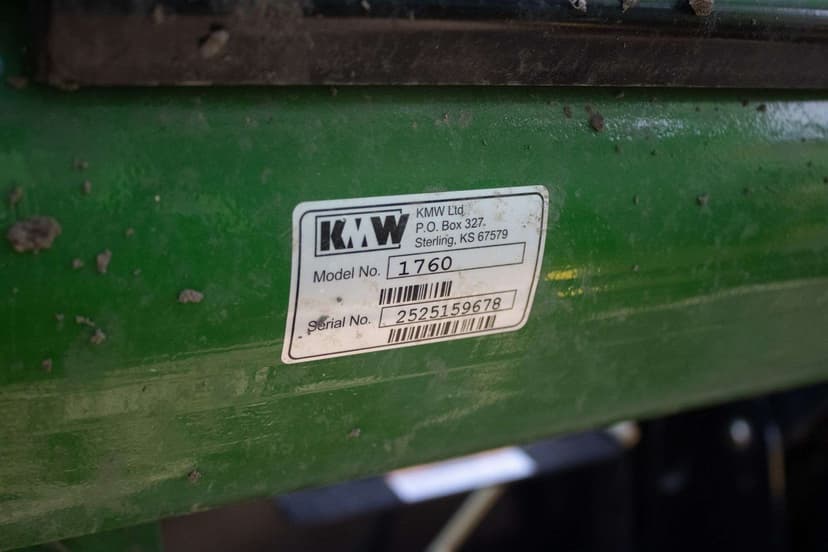 KMW
KMW Ltd
P.O. Box 327
Sterling, KS 67579
Model No. 1760
Serial No. 2525159678